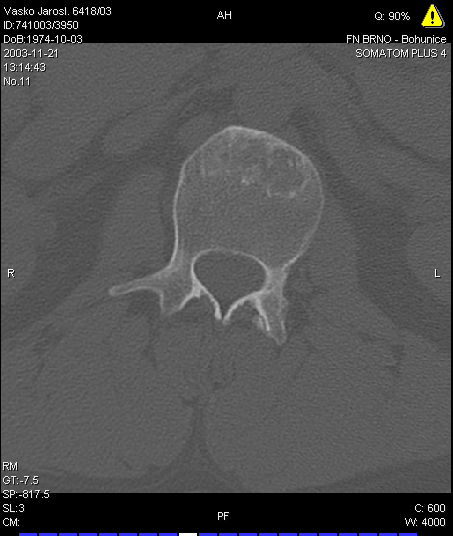 Vasko Jarosl. 6418/03
ID:741003/3950
DoB:1974-10-03
2003-11-21
13:14:43
No:11
AH
Q: 90%
FN BRNO - Bohunice
SOMATOM PLUS 4
R
L
RM
GT:-7.5
SP:-817.5
SL:3
CM:
PF
C: 600
W: 4000